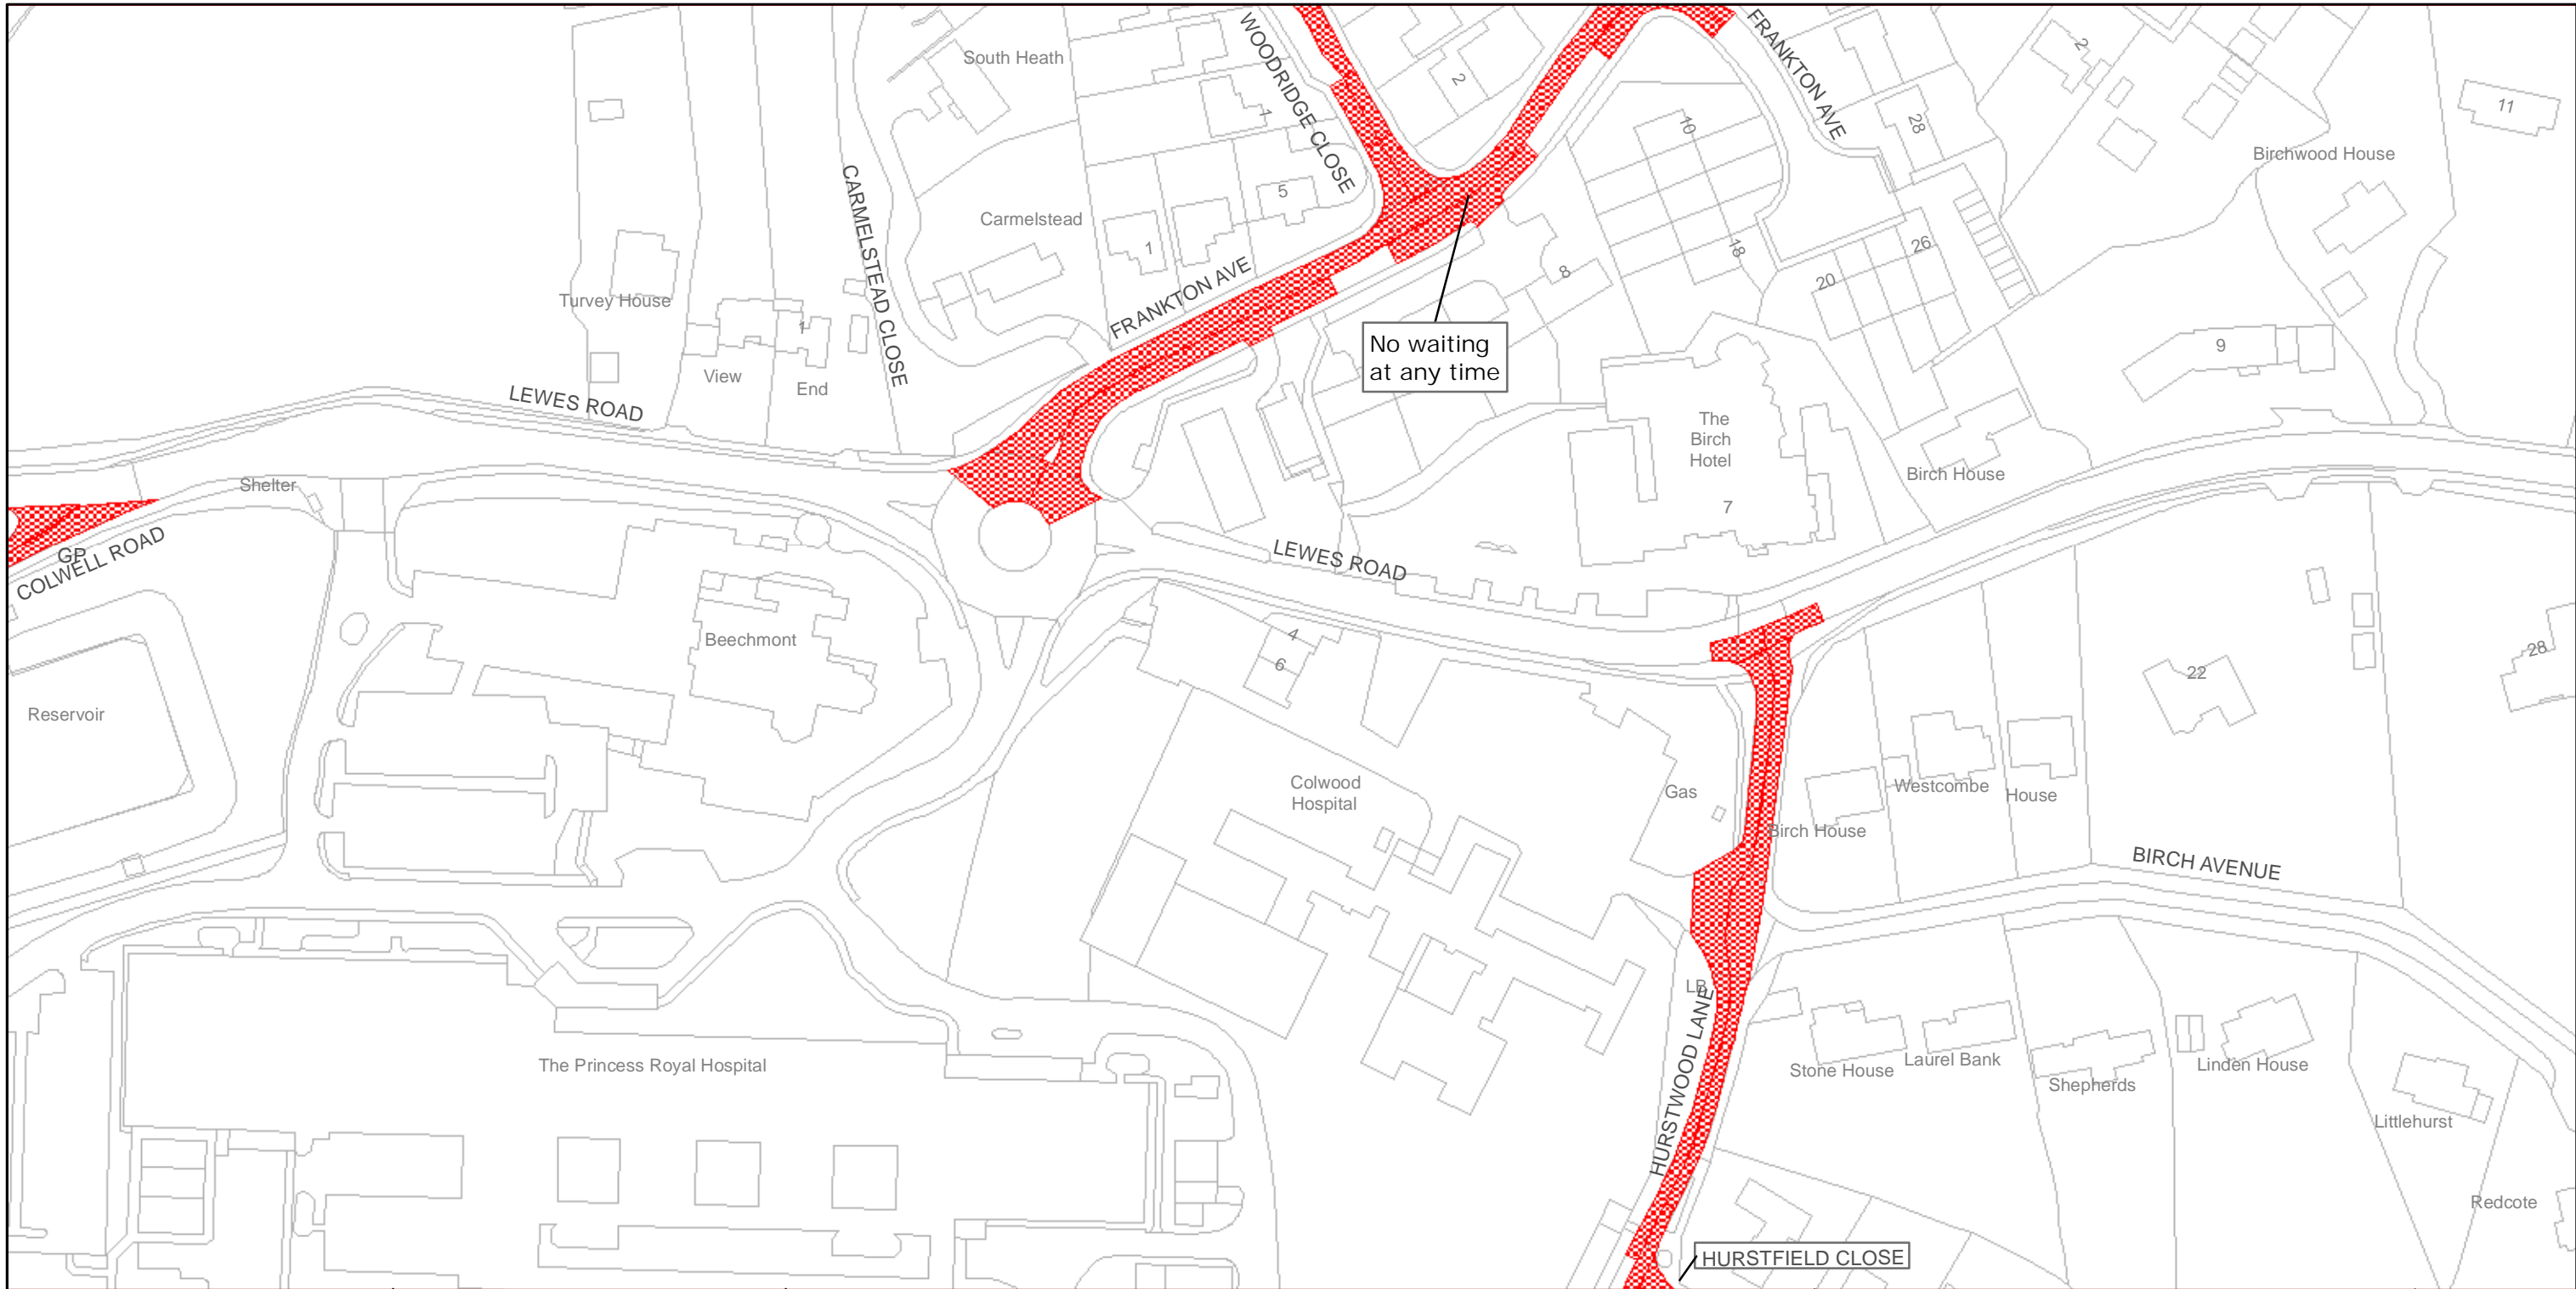 WOODRIDGE CLOSE
FRANKTON AVE
South Heath
2
2
1
10
28
11
Birchwood House
CARMELSTEAD CLOSE
Carmelstead
5
1
18
26
20
8
Turvey House
1
FRANKTON AVE
No waiting
at any time
View
End
LEWES ROAD
9
The
Birch
Hotel
7
Birch House
Shelter
GP
COLWELL ROAD
LEWES ROAD
Beechmont
4
6
28
22
Reservoir
Colwood
Hospital
Gas
Westcombe
House
Birch House
BIRCH AVENUE
LB
HURSTWOOD LANE
The Princess Royal Hospital
Stone House
Laurel Bank
Shepherds
Linden House
Littlehurst
Redcote
HURSTFIELD CLOSE